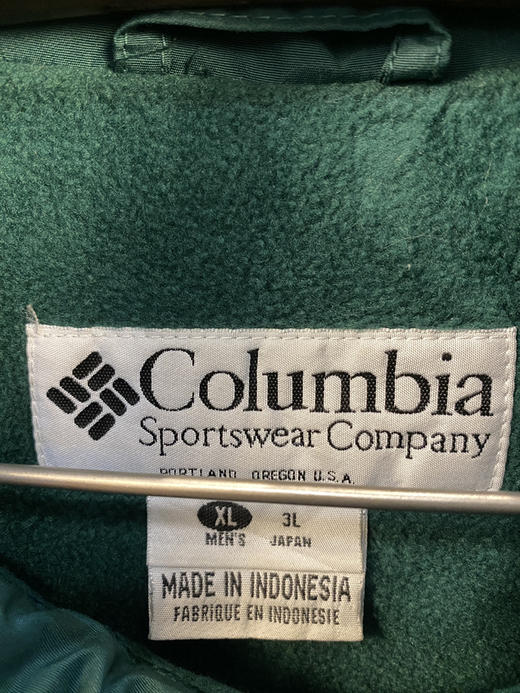 Columbia
Sportswear Company
PORTLAND OREGON U.S.A.
XL 3L
MEN'S JAPAN
MADE IN INDONESIA
FABRIQUE EN INDONESIE